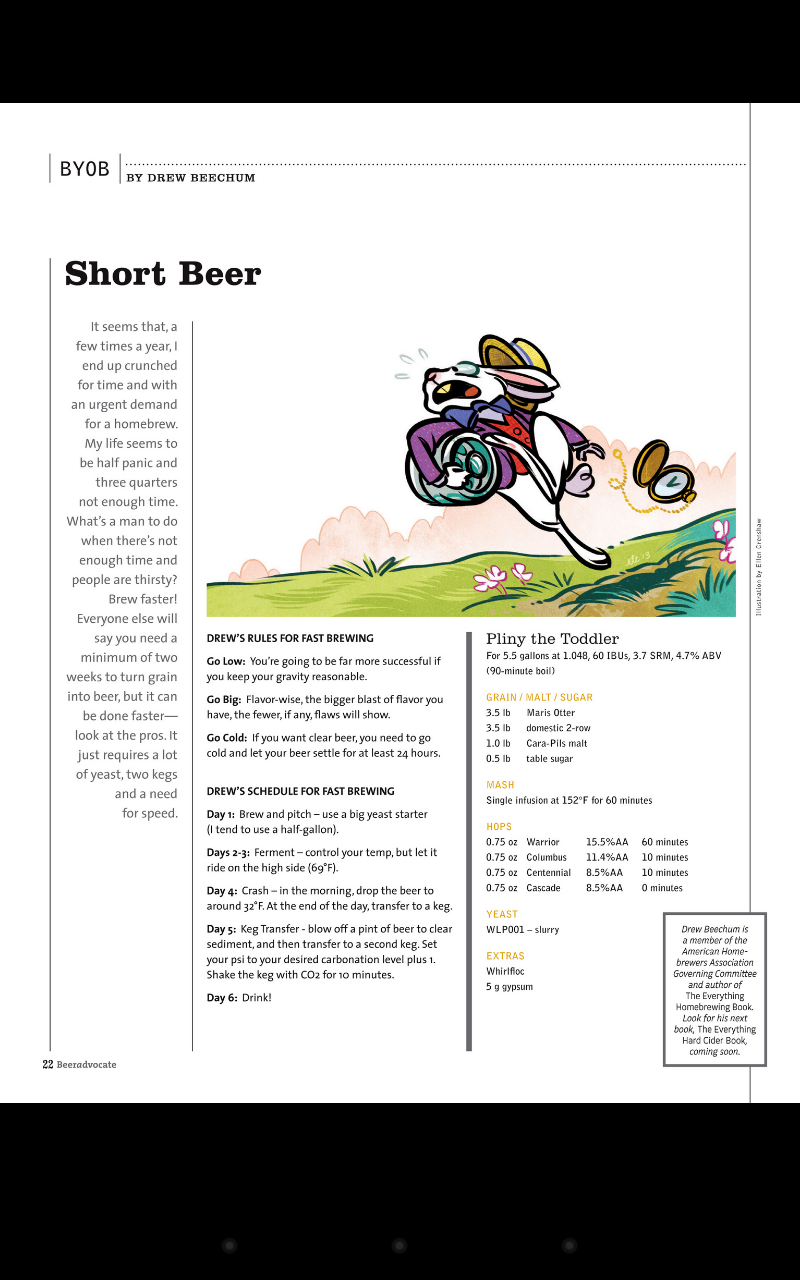 BYOB
BY DREW BEECHUM
Short Beer
It seems that, a
few times a year, I
end up crunched
for time and with
an urgent demand
for a homebrew.
My life seems to
be half panic and
three quarters
not enough time.
What's a man to do
when there's not
enough time and
people are thirsty?
Brew faster!
Everyone else will
say you need a
minimum of two
weeks to turn grain
into beer, but it can
be done faster—
look at the pros. It
just requires a lot
of yeast, two kegs
and a need
for speed.
etc 13
Illustration by Ellen Crenshaw
DREW'S RULES FOR FAST BREWING
Go Low: You're going to be far more successful if
you keep your gravity reasonable.
Go Big: Flavor-wise, the bigger blast of flavor you
have, the fewer, if any, flaws will show.
Go Cold: If you want clear beer, you need to go
cold and let your beer settle for at least 24 hours.
DREW'S SCHEDULE FOR FAST BREWING
Day 1: Brew and pitch – use a big yeast starter
(I tend to use a half-gallon).
Days 2-3: Ferment – control your temp, but let it
ride on the high side (69°F).
Day 4: Crash – in the morning, drop the beer to
around 32°F. At the end of the day, transfer to a keg.
Day 5: Keg Transfer - blow off a pint of beer to clear
sediment, and then transfer to a second keg. Set
your psi to your desired carbonation level plus 1.
Shake the keg with CO2 for 10 minutes.
Day 6: Drink!
Pliny the Toddler
For 5.5 gallons at 1.048, 60 IBUs, 3.7 SRM, 4.7% ABV
(90-minute boil)
GRAIN / MALT / SUGAR
3.5 lb Maris Otter
3.5 lb domestic 2-row
1.0 lb Cara-Pils malt
0.5 lb table sugar
MASH
Single infusion at 152°F for 60 minutes
HOPS
0.75 oz Warrior 15.5%AA 60 minutes
0.75 oz Columbus 11.4%AA 10 minutes
0.75 oz Centennial 8.5%AA 10 minutes
0.75 oz Cascade 8.5%AA 0 minutes
YEAST
WLP001 – slurry
EXTRAS
Whirlfloc
5 g gypsum
Drew Beechum is
a member of the
American Home-
brewers Association
Governing Committee
and author of
The Everything
Homebrewing Book.
Look for his next
book, The Everything
Hard Cider Book,
coming soon.
22 Beeradvocate